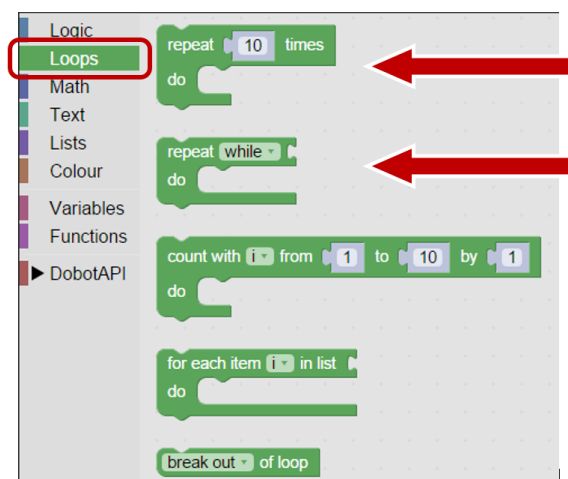 Logic
Loops
Math
Text
Lists
Colour
Variables
Functions
DobotAPI
repeat 10 times
do
repeat while
do
count with i from 1 to 10 by 1
do
for each item i in list
do
break out of loop